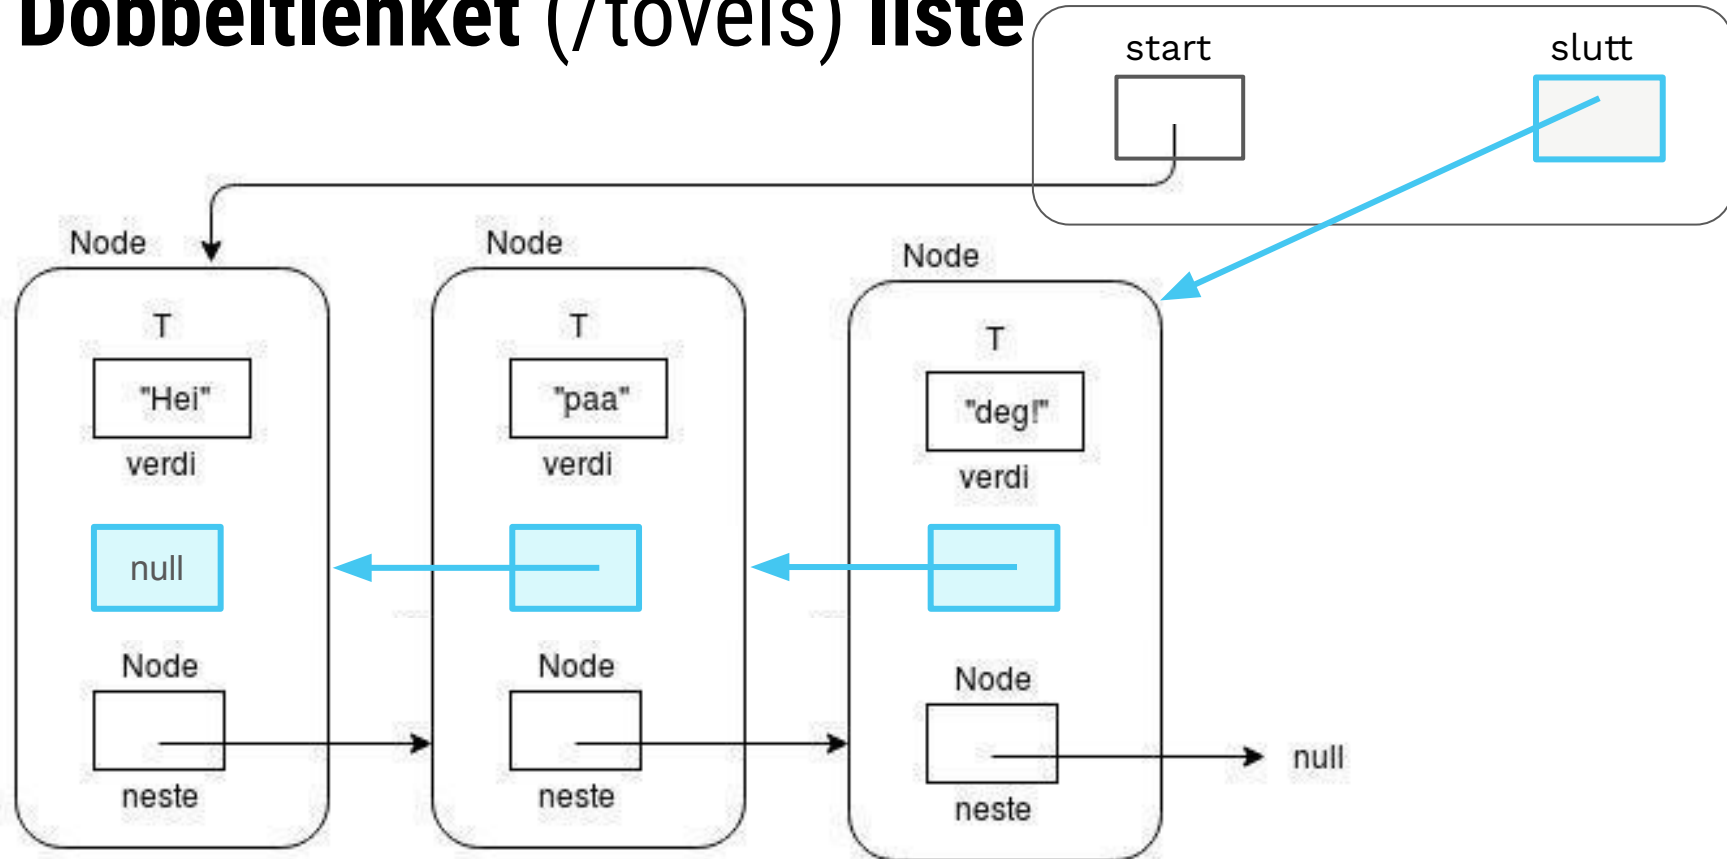 Dobbeltlenket (/toveis) liste
start slutt
Node Node Node
T T T
"Hei" "paa" "deg!"
verdi verdi verdi
null
Node Node Node
null
neste neste neste